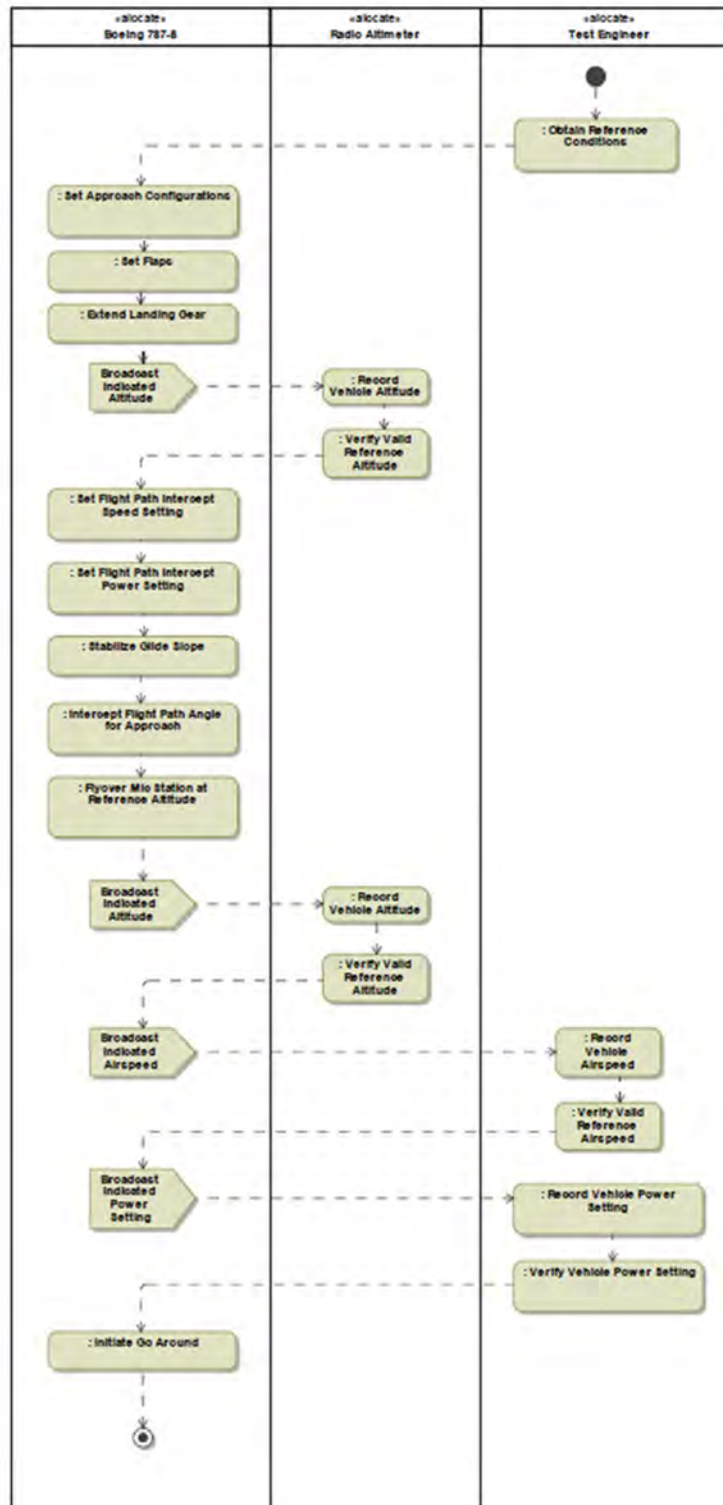 «allocate»
Boeing 787-8
«allocate»
Radio Altimeter
«allocate»
Test Engineer
: Obtain Reference
Conditions
: Set Approach Configurations
: Set Flaps
: Extend Landing Gear
Broadcast
Indicated
Altitude
: Record
Vehicle Altitude
: Verify Valid
Reference
Altitude
: Set Flight Path Intercept
Speed Setting
: Set Flight Path Intercept
Power Setting
: Stabilize Glide Slope
: Intercept Flight Path Angle
for Approach
: Flyover Mic Station at
Reference Altitude
Broadcast
Indicated
Altitude
: Record
Vehicle Altitude
: Verify Valid
Reference
Altitude
Broadcast
Indicated
Airspeed
: Record
Vehicle
Airspeed
: Verify Valid
Reference
Airspeed
Broadcast
Indicated
Power
Setting
: Record Vehicle Power
Setting
: Verify Vehicle Power Setting
: Initiate Go Around